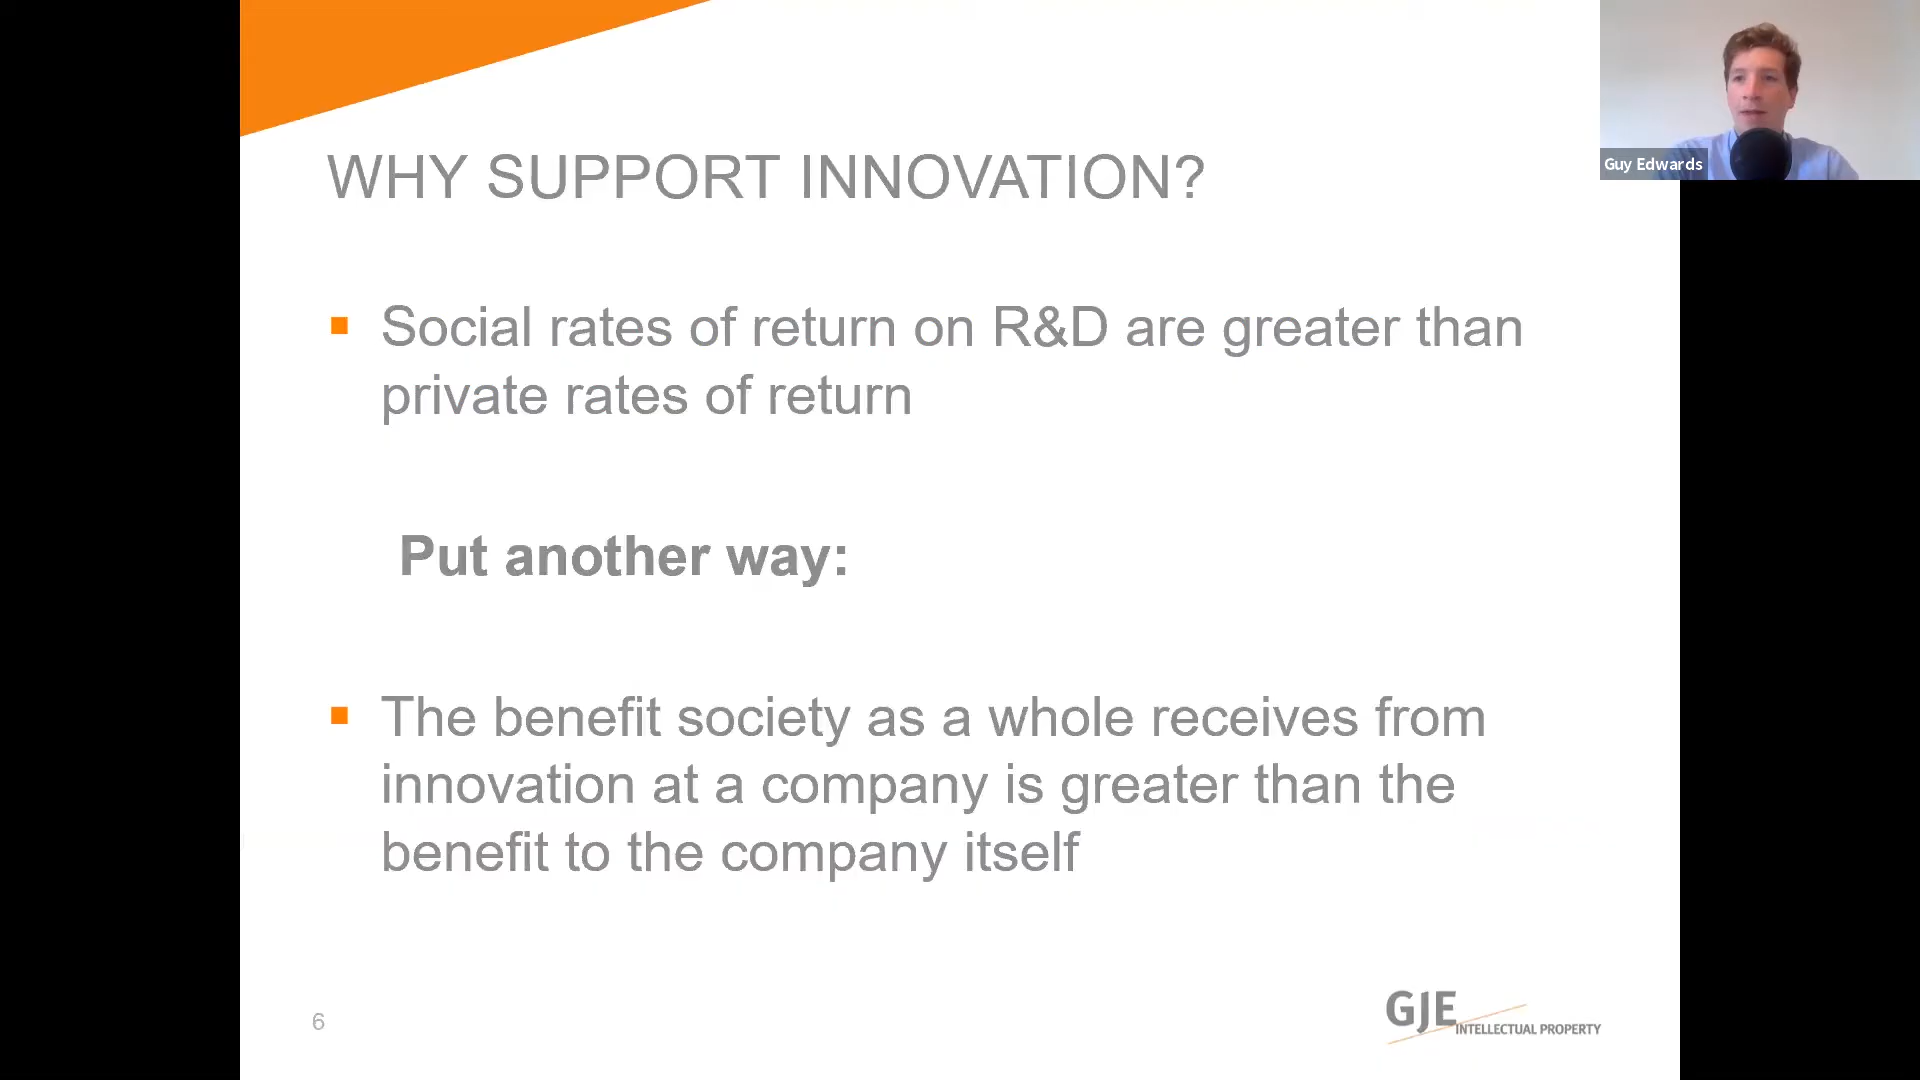 Guy Edwards
WHY SUPPORT INNOVATION?
Social rates of return on R&D are greater than
private rates of return
Put another way:
The benefit society as a whole receives from
innovation at a company is greater than the
benefit to the company itself
6
GJE
INTELLECTUAL PROPERTY